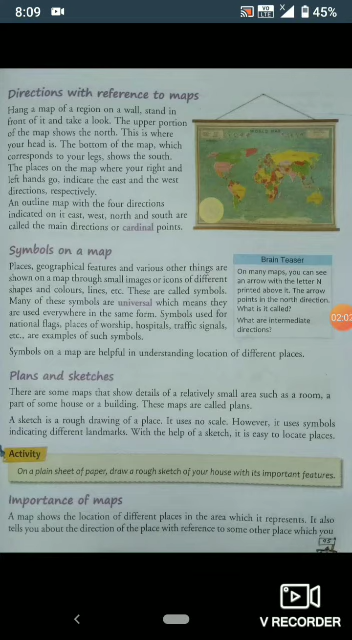 8:09
VO
LTE
x
45%
Directions with reference to maps
Hang a map of a region on a wall, stand in
front of it and take a look. The upper portion
of the map shows the north. This is where
your head is. The bottom of the map, which
corresponds to your legs, shows the south.
The places on the map where your right and
left hands go, indicate the east and the west
directions, respectively.
An outline map with the four directions
indicated on it east, west, north and south are
called the main directions or cardinal points.
WORLD MAP
Symbols on a map
Places, geographical features and various other things are
shown on a map through small images or icons of different
shapes and colours, lines, etc. These are called symbols.
Many of these symbols are universal which means they
are used everywhere in the same form. Symbols used for
national flags, places of worship, hospitals, traffic signals,
etc., are examples of such symbols.
Symbols on a map are helpful in understanding location of different places.
Brain Teaser
On many maps, you can see
an arrow with the letter N
printed above it. The arrow
points in the north direction.
What is it called?
What are intermediate
directions?
02:03
Plans and sketches
There are some maps that show details of a relatively small area such as a room, a
part of some house or a building. These maps are called plans.
A sketch is a rough drawing of a place. It uses no scale. However, it uses symbols
indicating different landmarks. With the help of a sketch, it is easy to locate places.
Activity
On a plain sheet of paper, draw a rough sketch of your house with its important features.
Importance of maps
A map shows the location of different places in the area which it represents. It also
tells you about the direction of the place with reference to some other place which you
V RECORDER